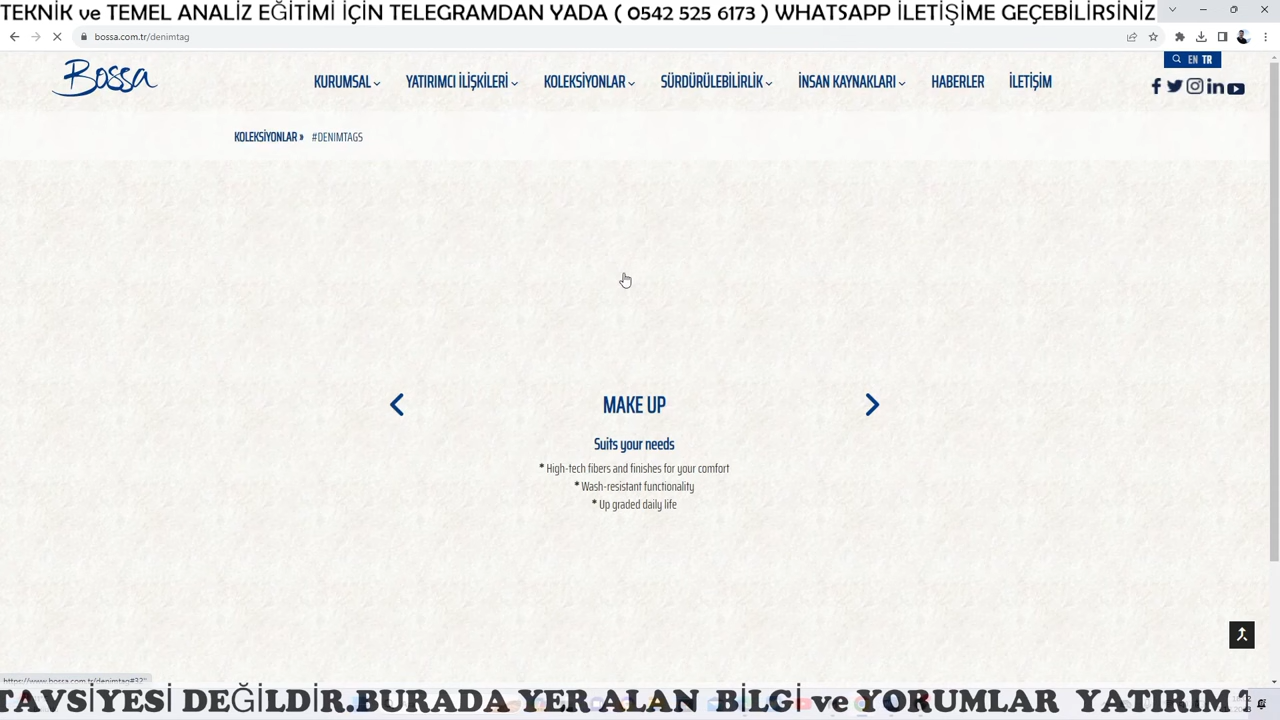 TEKNİK ve TEMEL ANALİZ EĞİTİMİ İÇİN TELEGRAMDAN YADA ( 0542 525 6173 ) WHATSAPP İLETİŞİME GEÇEBİLİRSİNİZ
bossa.com.tr/denimtag
EN TR
Bossa
KURUMSAL YATIRIMCI İLİŞKİLERİ KOLEKSİYONLAR SÜRDÜRÜLEBİLİRLİK İNSAN KAYNAKLARI HABERLER İLETİŞİM
KOLEKSİYONLAR » #DENIMTAGS
MAKE UP
Suits your needs
* High-tech fibers and finishes for your comfort
* Wash-resistant functionality
* Up graded daily life
TAVSİYESİ DEĞİLDİR.BURADA YER ALAN BİLGİ ve YORUMLAR YATIRIM